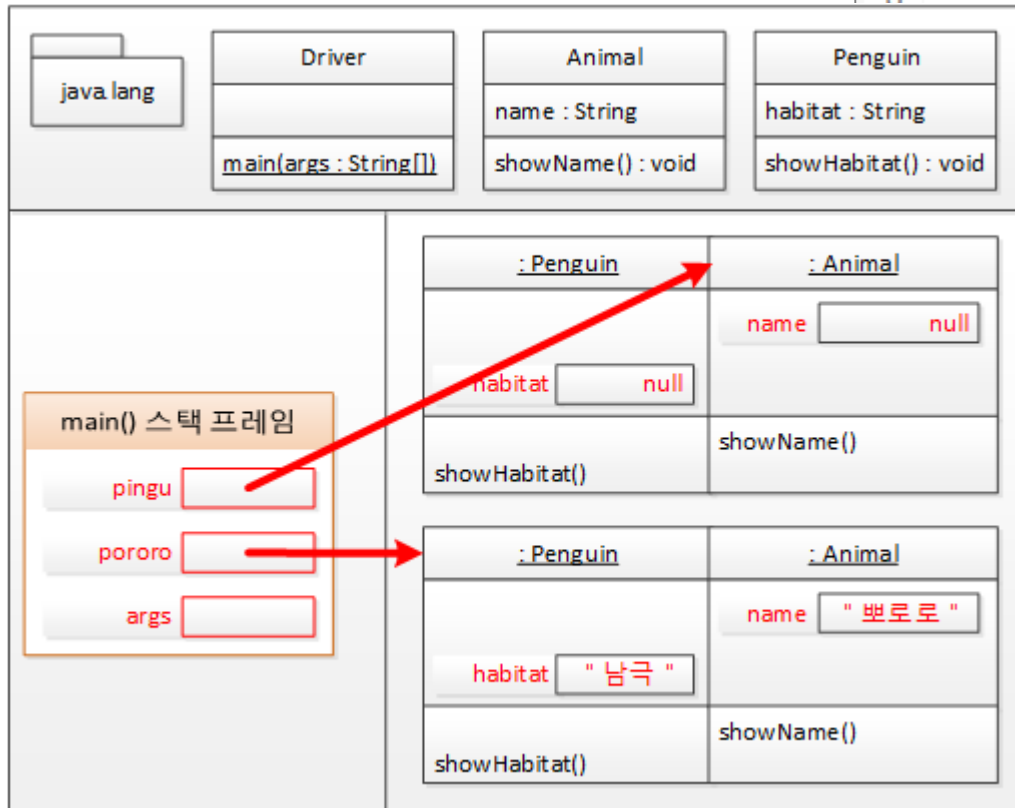 java.lang
Driver
main(args : String[])
Animal
name : String
showName() : void
Penguin
habitat : String
showHabitat() : void
main() 스택 프레임
pingu
pororo
args
: Penguin
: Animal
name null
habitat null
showName()
showHabitat()
: Penguin
: Animal
name " 뽀로로 "
habitat " 남극 "
showName()
showHabitat()